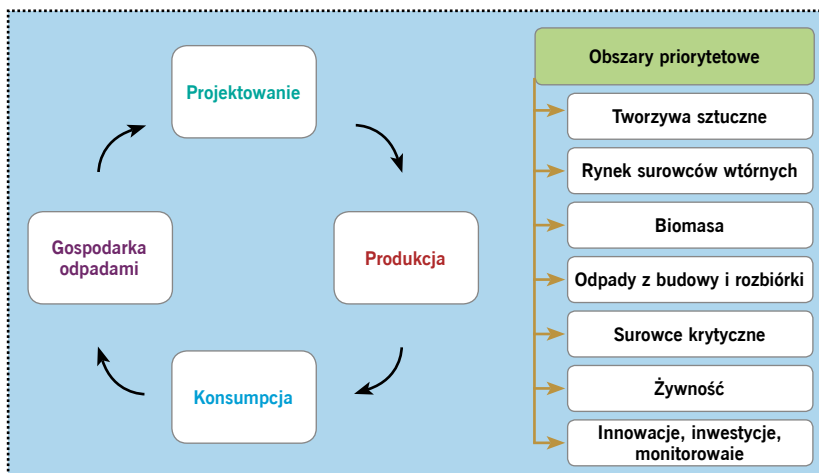 Projektowanie
Produkcja
Konsumpcja
Gospodarka
odpadami
Obszary priorytetowe
Tworzywa sztuczne
Rynek surowców wtórnych
Biomasa
Odpady z budowy i rozbiórki
Surowce krytyczne
Żywność
Innowacje, inwestycje,
monitorowaie